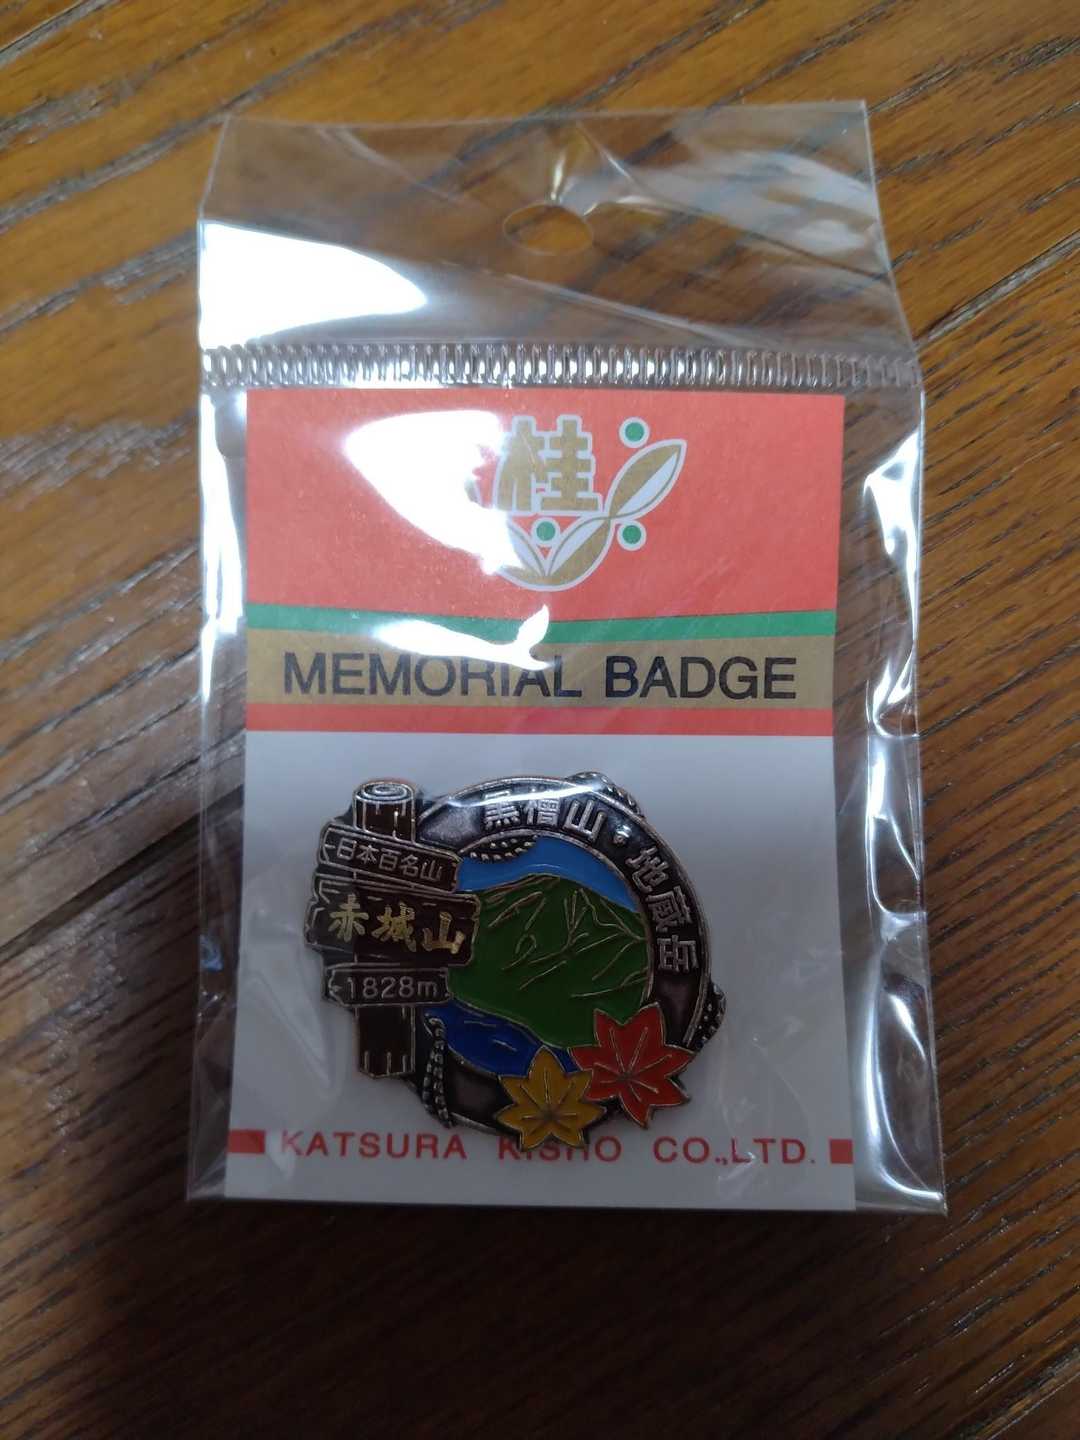 桂
MEMORIAL BADGE
黒檜山・地蔵岳
日本百名山
赤城山
1828m
KATSURA KISHO CO.,LTD.